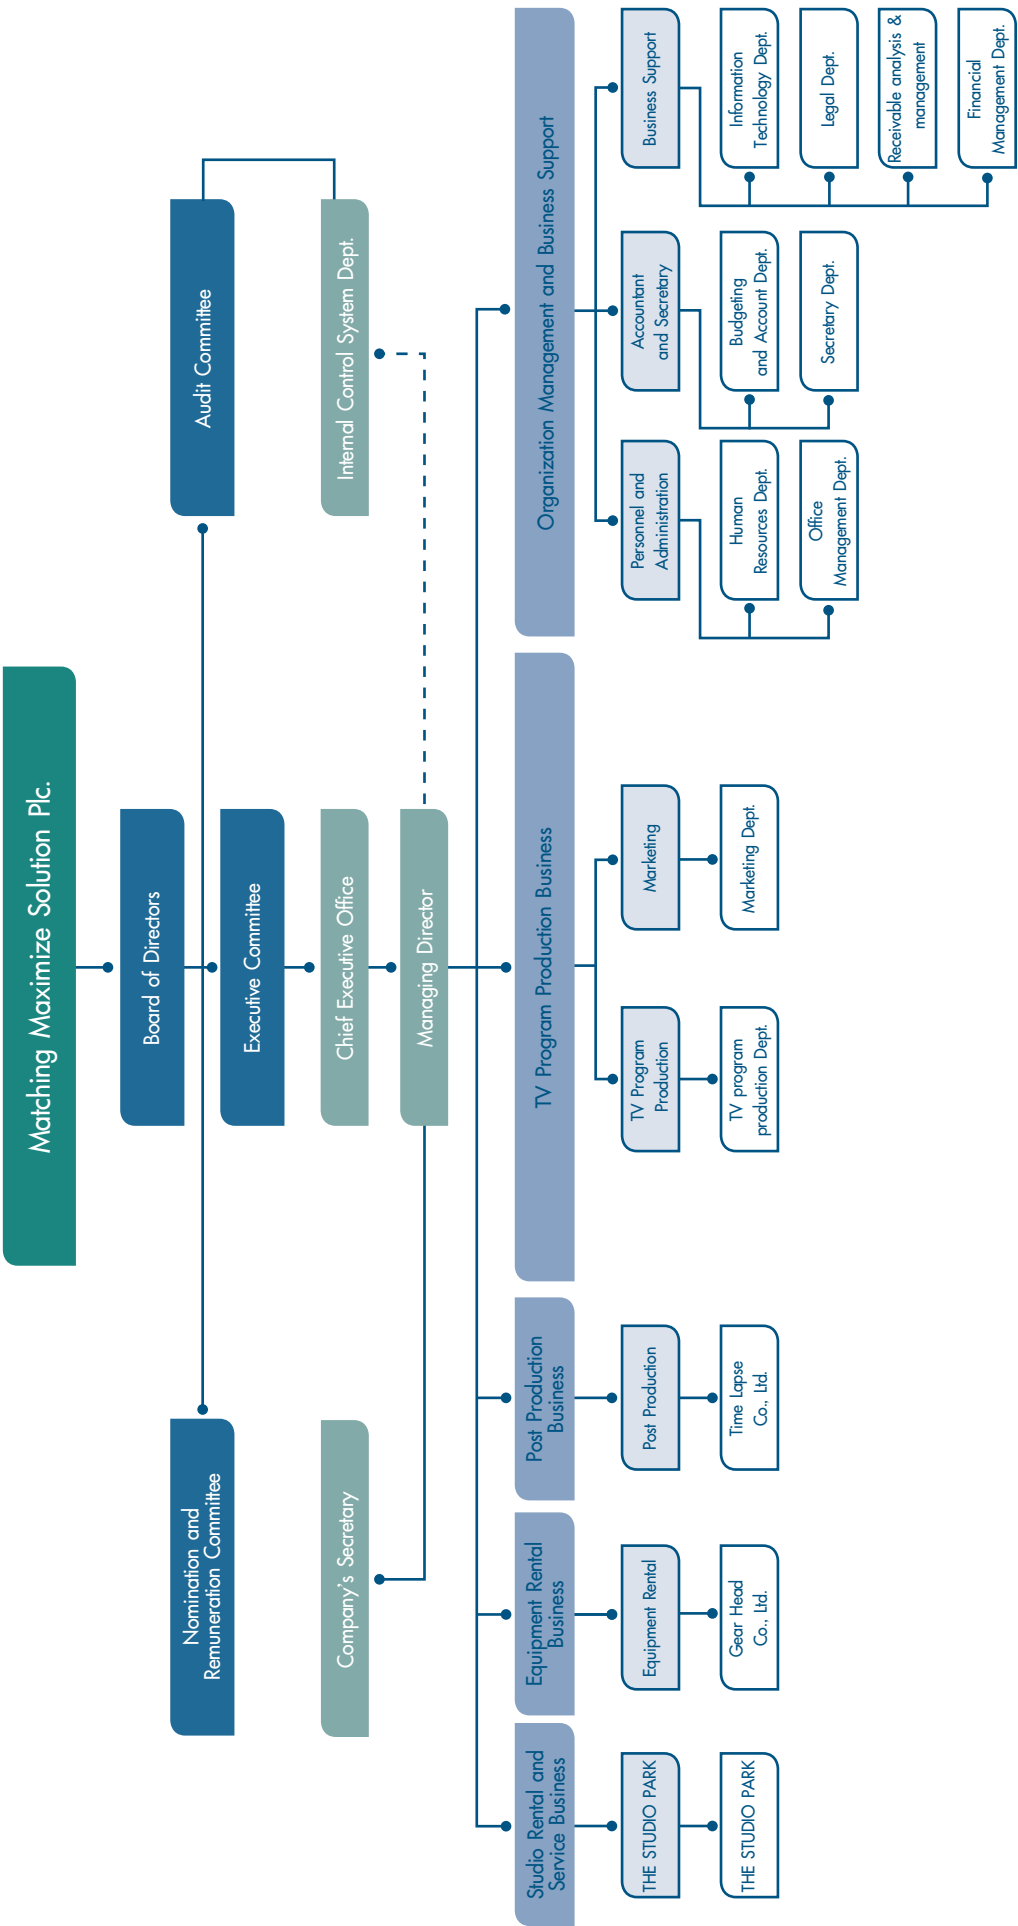 Matching Maximize Solution Plc.
Board of Directors
Nomination and
Remuneration Committee
Audit Committee
Executive Committee
Company's Secretary
Chief Executive Office
Internal Control System Dept.
Managing Director
Studio Rental and
Service Business
Equipment Rental
Business
Post Production
Business
TV Program Production Business
Organization Management and Business Support
THE STUDIO PARK
Equipment Rental
Post Production
TV Program
Production
Marketing
Personnel and
Administration
Accountant
and Secretary
Business Support
THE STUDIO PARK
Gear Head
Co., Ltd.
Time Lapse
Co., Ltd.
TV program
production Dept.
Marketing Dept.
Human
Resources Dept.
Budgeting
and Account Dept.
Information
Technology Dept.
Office
Management Dept.
Secretary Dept.
Legal Dept.
Receivable analysis &
management
Financial
Management Dept.